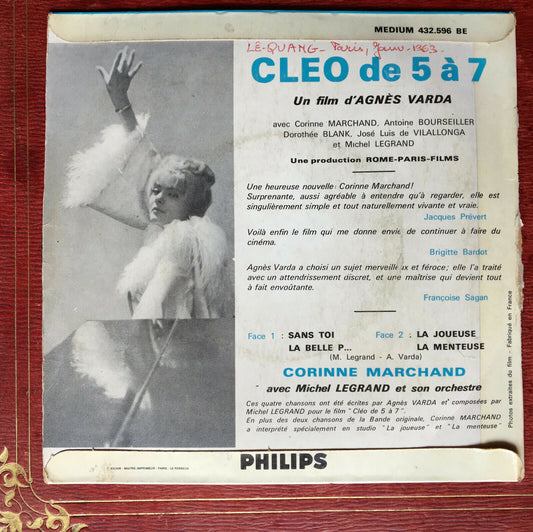 MEDIUM 432.596 BE
LE-QUANG - Paris, Janv. 1963.
CLEO de 5 à 7
Un film d'AGNÈS VARDA
avec Corinne MARCHAND, Antoine BOURSEILLER
Dorothée BLANK, José Luis de VILALLONGA
et Michel LEGRAND
Une production ROME-PARIS-FILMS
Une heureuse nouvelle : Corinne Marchand !
Surprenante, aussi agréable à entendre qu'à regarder, elle est
singulièrement simple et tout naturellement vivante et vraie.
Jacques Prévert
Voilà enfin le film qui me donne envie de continuer à faire du
cinéma.
Brigitte Bardot
Agnès Varda a choisi un sujet merveilleux et féroce ; elle l'a traité
avec un attendrissement discret, et une maîtrise qui devient tout
à fait envoûtante.
Françoise Sagan
Face 1 : SANS TOI Face 2 : LA JOUEUSE
LA BELLE P... LA MENTEUSE
(M. Legrand - A. Varda)
CORINNE MARCHAND
avec Michel LEGRAND et son orchestre
Ces quatre chansons ont été écrites par Agnès VARDA et composées par
Michel LEGRAND pour le film "Cléo de 5 à 7".
En plus des deux chansons de la Bande originale, Corinne MARCHAND
a interprété spécialement en studio "La joueuse" et "La menteuse"
Photos extraites du film - Fabriqué en France
PHILIPS
MAITRE IMPRIMEUR - PARIS - LE PERREUX